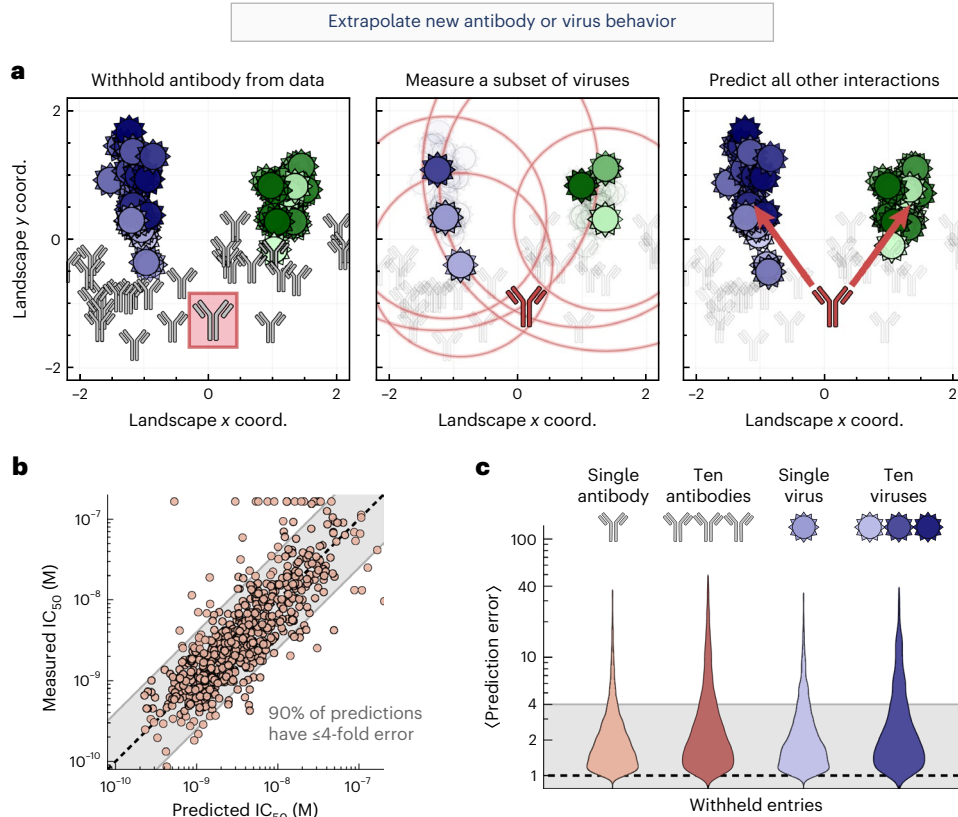 Extrapolate new antibody or virus behavior
a
Withhold antibody from data
Measure a subset of viruses
Predict all other interactions
Landscape y coord.
2
0
−2
−2
0
2
−2
0
2
−2
0
2
Landscape x coord.
Landscape x coord.
Landscape x coord.
b
Measured IC50 (M)
10⁻⁷
10⁻⁸
10⁻⁹
10⁻¹⁰
90% of predictions
have ≤4-fold error
10⁻¹⁰
10⁻⁹
10⁻⁸
10⁻⁷
Predicted IC50 (M)
c
Single
antibody
Ten
antibodies
Single
virus
Ten
viruses
⟨Prediction error⟩
100
40
10
4
2
1
Withheld entries